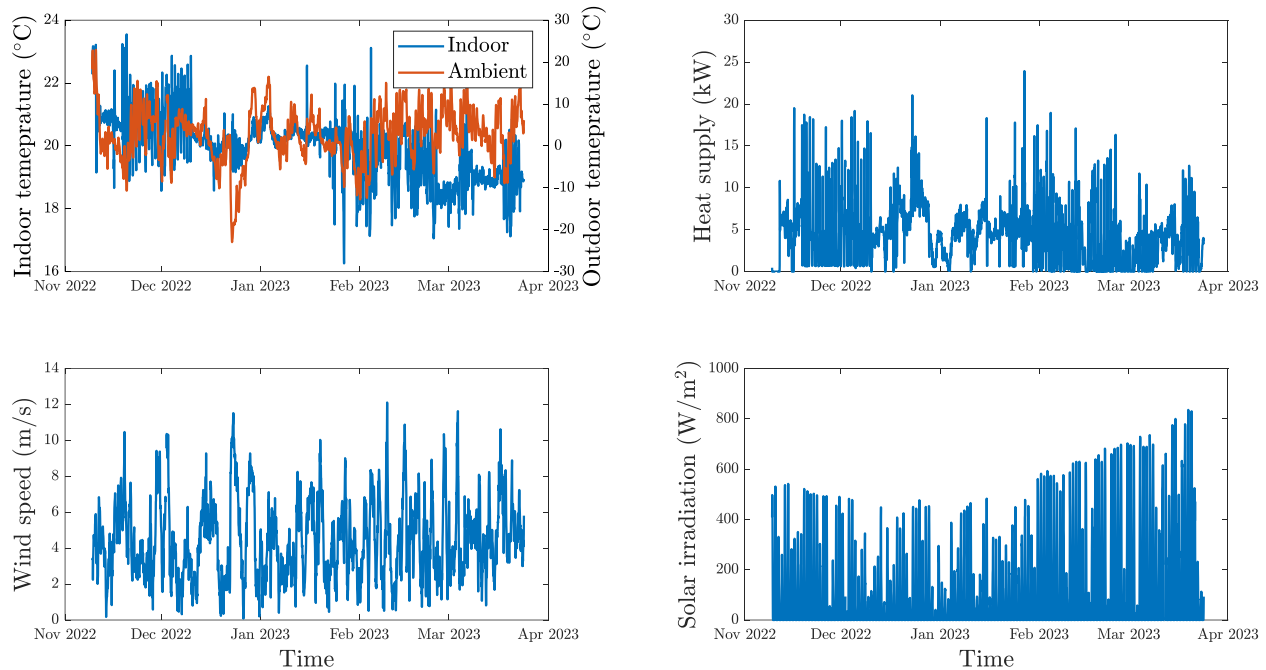 Indoor temeprature (°C)
24
22
20
18
16
Indoor
Ambient
30
20
10
0
-10
-20
-30
Outdoor temeprature (°C)
Nov 2022 Dec 2022 Jan 2023 Feb 2023 Mar 2023 Apr 2023
Heat supply (kW)
30
25
20
15
10
5
0
Nov 2022 Dec 2022 Jan 2023 Feb 2023 Mar 2023 Apr 2023
Wind speed (m/s)
14
12
10
8
6
4
2
0
Nov 2022 Dec 2022 Jan 2023 Feb 2023 Mar 2023 Apr 2023
Time
Solar irradiation (W/m²)
1000
800
600
400
200
0
Nov 2022 Dec 2022 Jan 2023 Feb 2023 Mar 2023 Apr 2023
Time